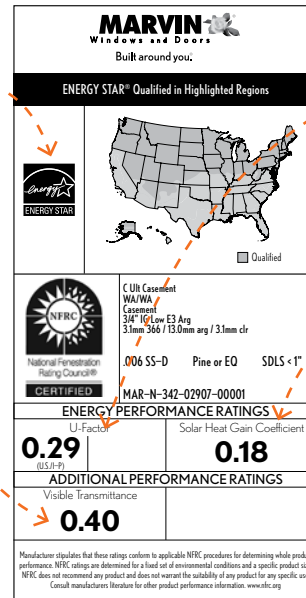 MARVIN
Windows and Doors
Built around you.
ENERGY STAR® Qualified in Highlighted Regions
energy
ENERGY STAR
Qualified
NFRC
National Fenestration
Rating Council®
CERTIFIED
C Ult Casement
WA/WA
Casement
3/4" IG Low E3 Arg
3.1mm 366 / 13.0mm arg / 3.1mm clr
.006 SS-D Pine or EQ SDLS < 1"
MAR-N-342-02907-00001
ENERGY PERFORMANCE RATINGS
U-Factor
Solar Heat Gain Coefficient
0.29
(U.S./I-P)
0.18
ADDITIONAL PERFORMANCE RATINGS
Visible Transmittance
0.40
Manufacturer stipulates that these ratings conform to applicable NFRC procedures for determining whole
performance. NFRC ratings are determined for a fixed set of environmental conditions and a specific product
NFRC does not recommend any product and does not warrant the suitability of any product for any specific
Consult manufacturers literature for other product performance information. www.nfrc.org